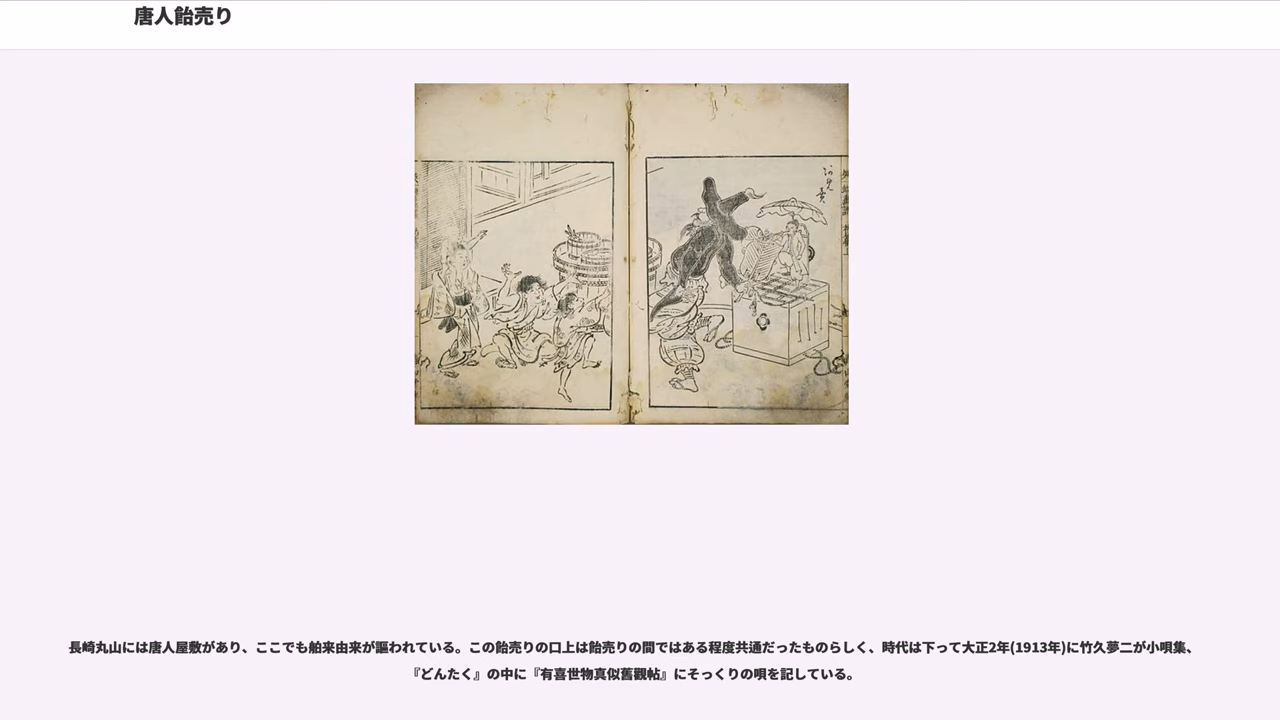 唐人飴売り
長崎丸山には唐人屋敷があり、ここでも舶来由来が謳われている。この飴売りの口上は飴売りの間ではある程度共通だったものらしく、時代は下って大正2年(1913年)に竹久夢二が小唄集、
『どんたく』の中に『有喜世物真似舊觀帖』にそっくりの唄を記している。